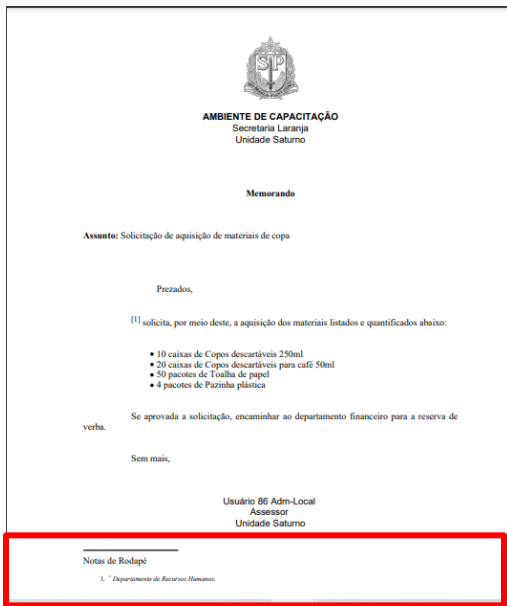 SP
AMBIENTE DE CAPACITAÇÃO
Secretaria Laranja
Unidade Saturno
Memorando
Assunto: Solicitação de aquisição de materiais de copa
Prezados,
[1] solicita, por meio deste, a aquisição dos materiais listados e quantificados abaixo:
• 10 caixas de Copos descartáveis 250ml
• 20 caixas de Copos descartáveis para café 50ml
• 50 pacotes de Toalha de papel
• 4 pacotes de Pazinha plástica
Se aprovada a solicitação, encaminhar ao departamento financeiro para a reserva de
verba.
Sem mais,
Usuário 86 Adm-Local
Assessor
Unidade Saturno
Notas de Rodapé
1. ^ Departamento de Recursos Humanos.